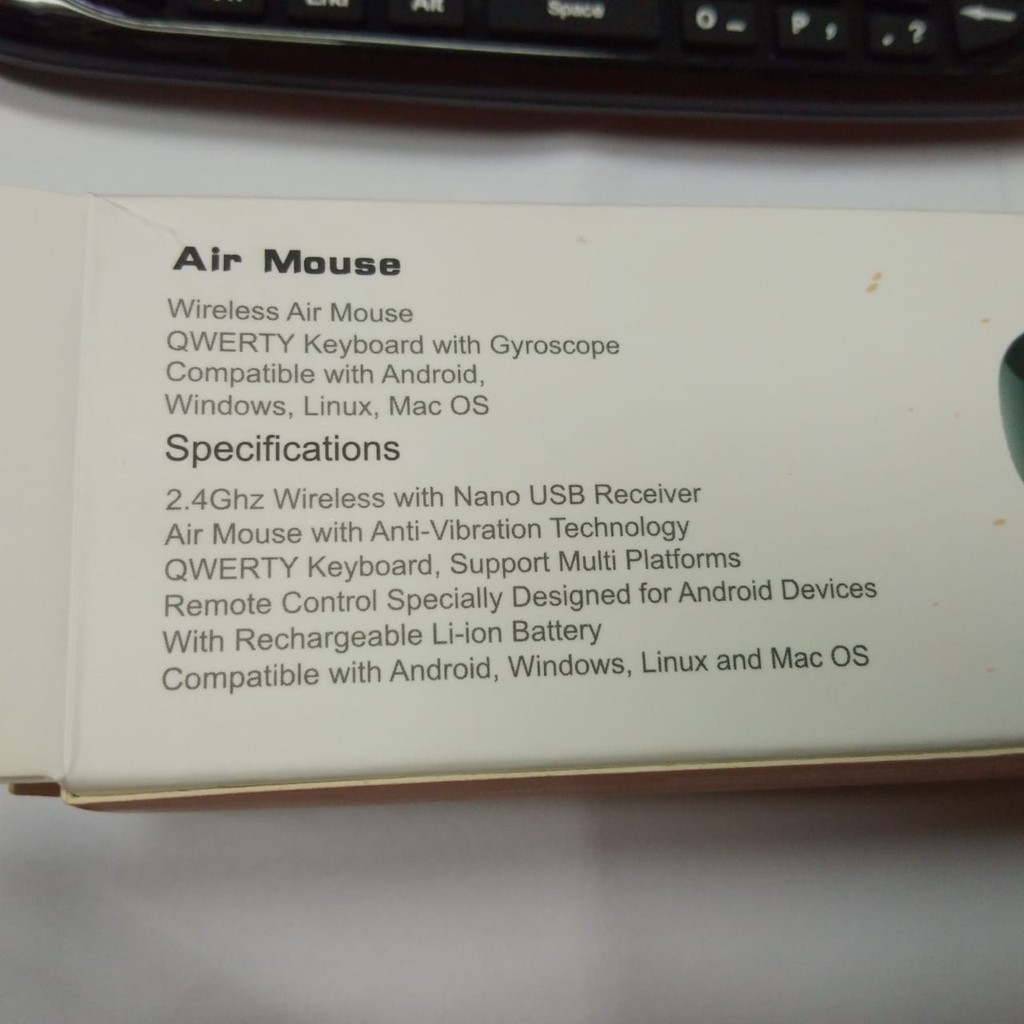 Alt
Space
O _
P ;
. ?
Air Mouse
Wireless Air Mouse
QWERTY Keyboard with Gyroscope
Compatible with Android,
Windows, Linux, Mac OS
Specifications
2.4Ghz Wireless with Nano USB Receiver
Air Mouse with Anti-Vibration Technology
QWERTY Keyboard, Support Multi Platforms
Remote Control Specially Designed for Android Devices
With Rechargeable Li-ion Battery
Compatible with Android, Windows, Linux and Mac OS